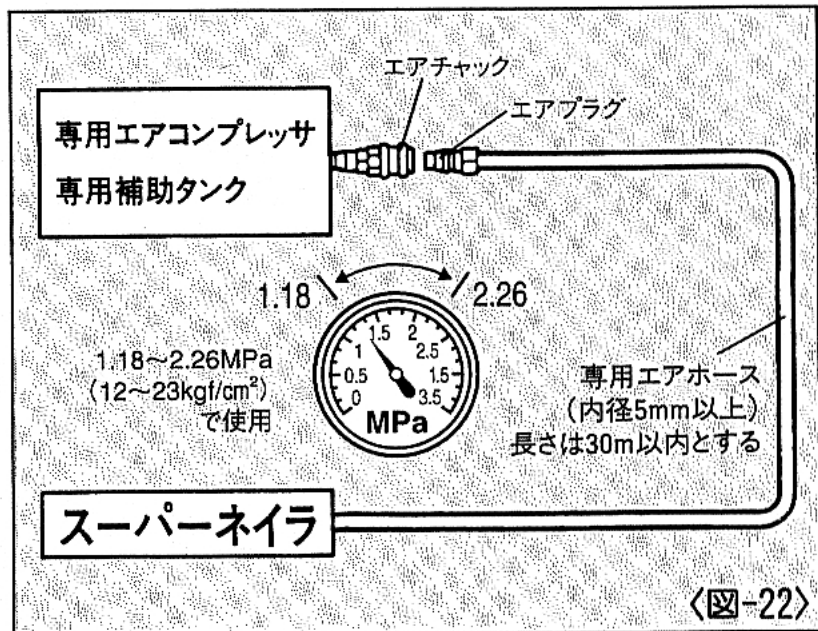 エアチャック
エアプラグ
専用エアコンプレッサ
専用補助タンク
1.18
2.26
1.18〜2.26MPa
(12〜23kgf/cm²)
で使用
0
0.5
1
1.5
2
2.5
1.5
3.5
MPa
専用エアホース
(内径5mm以上)
長さは30m以内とする
スーパーネイラ
〈図-22〉